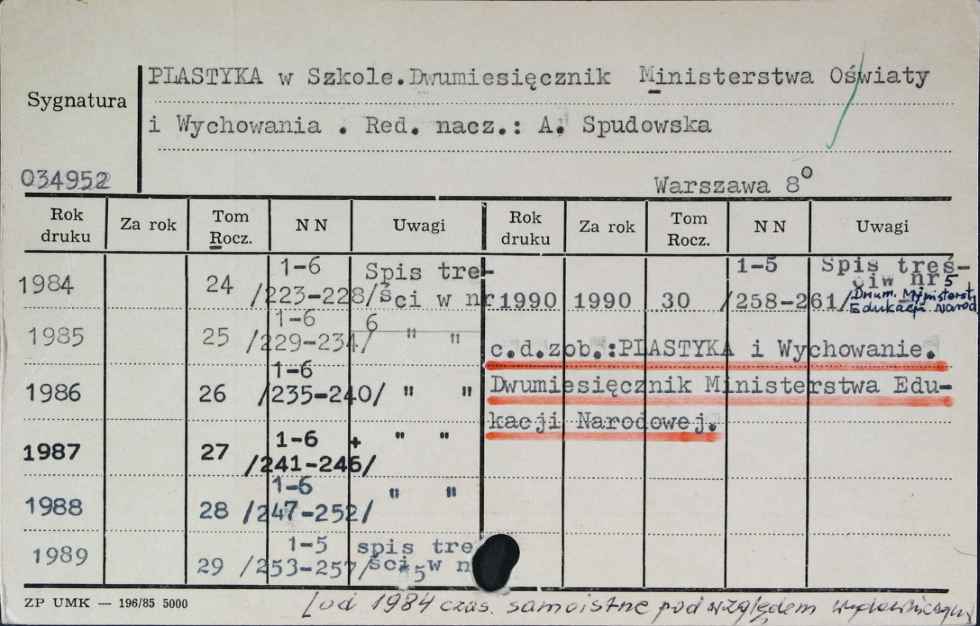 PLASTYKA w Szkole.Dwumiesięcznik Ministerstwa Oświaty
Sygnatura
i Wychowania . Red. nacz.: A. Spudowska
034952
Warszawa 8°
Rok druku Za rok Tom Rocz. N N Uwagi Rok druku Za rok Tom Rocz. N N Uwagi
1984 24 1-6 /223-228/ Spis treści w nr 6
1985 25 1-6 /229-234/ " "
1986 26 1-6 /235-240/ " "
1987 27 1-6 + /241-246/ " "
1988 28 1-6 /247-252/ " "
1989 29 1-5 /253-257/ spis tre ści w n 5
1990 1990 30 1-5 /258-261/ Spis treś- ci w nr 5
Dwum. Ministerst.
Edukacji Narod
c.d.zob.:PLASTYKA i Wychowanie.
Dwumiesięcznik Ministerstwa Edu-
kacji Narodowej.
ZP UMK — 196/85 5000
[od 1984 czas. samoistne pod względem wydawniczym